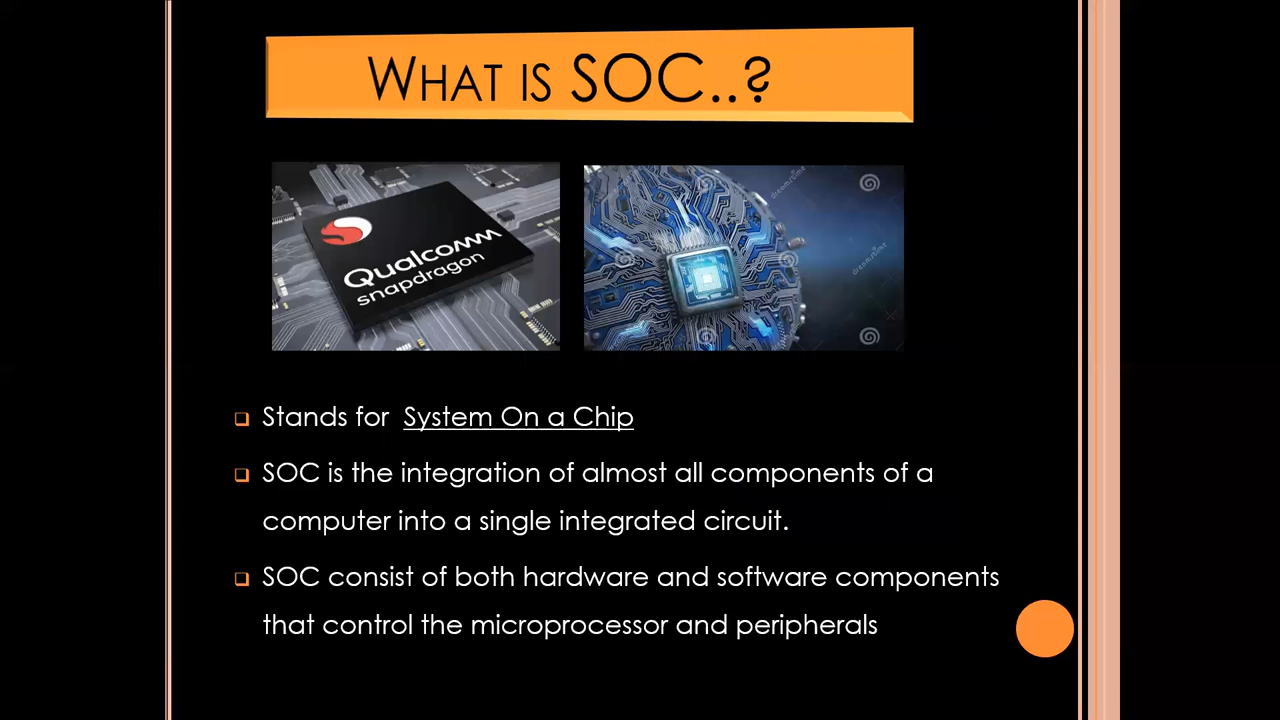 What is SOC..?
Qualcomm
snapdragon
dreamstime
dreamstime
Stands for System On a Chip
SOC is the integration of almost all components of a
computer into a single integrated circuit.
SOC consist of both hardware and software components
that control the microprocessor and peripherals